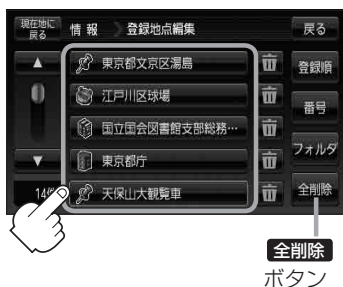 現在地に
戻る
情報
登録地点編集
戻る
東京都文京区湯島
登録順
江戸川区球場
番号
国立国会図書館支部総務…
フォルダ
東京都庁
14件
天保山大観覧車
全削除
全削除
ボタン